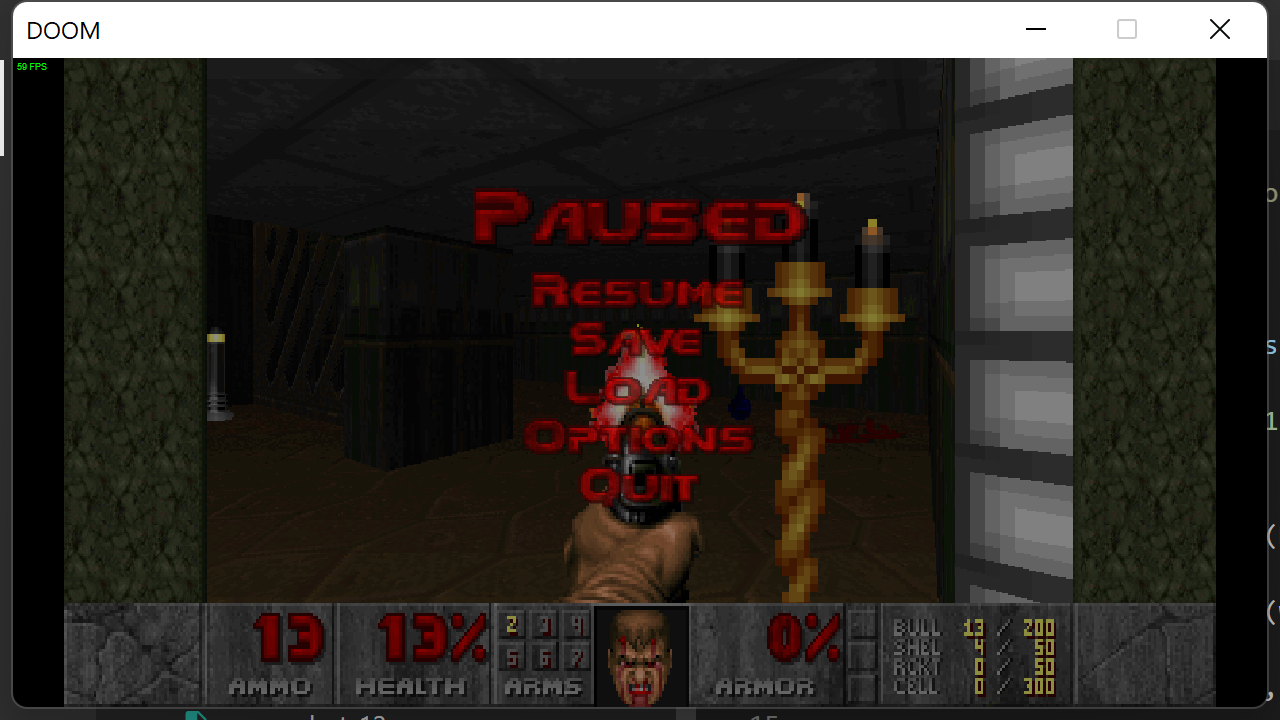 DOOM
59 FPS
PAUSED
RESUME
SAVE
LOAD
OPTIONS
QUIT
13 13% 2 3 4 0% BULL 13 / 200
SHEL 4 / 50
5 6 7 RCKT 0 / 50
AMMO HEALTH ARMS ARMOR CELL 0 / 300